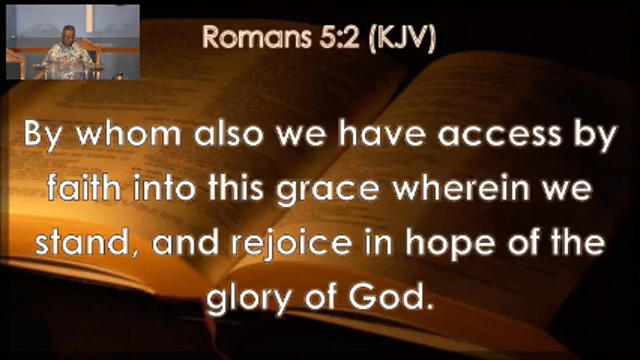 Romans 5:2 (KJV)
By whom also we have access by
faith into this grace wherein we
stand, and rejoice in hope of the
glory of God.